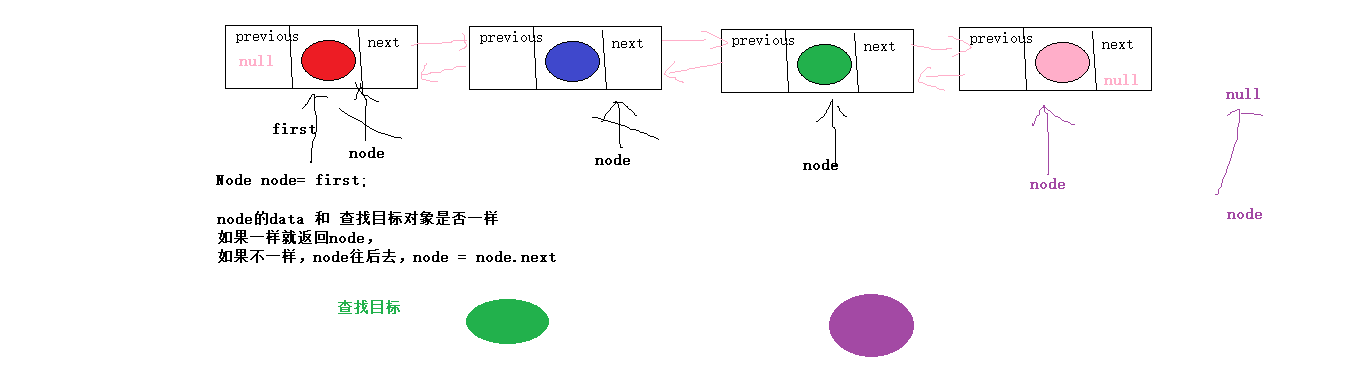 previous next previous next previous next previous next
null null
null
first
node
node
node
node
Node node= first;
node
node的data 和 查找目标对象是否一样
如果一样就返回node,
如果不一样,node往后去,node = node.next
查找目标